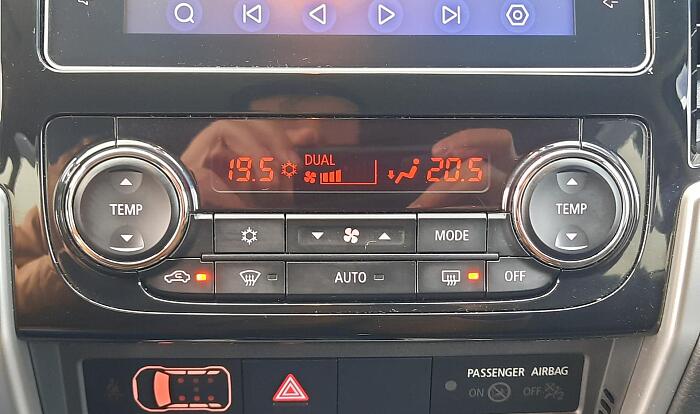 DUAL
19.5 20.5
TEMP TEMP
MODE
AUTO OFF
PASSENGER AIRBAG
ON OFF